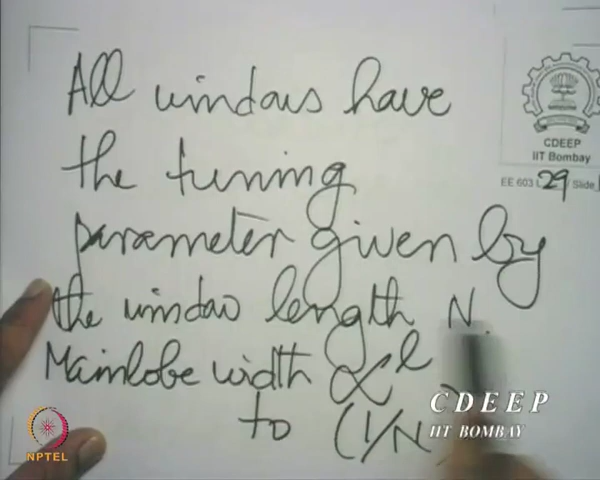 All windows have
the tuning
parameter given by
the window length N.
Mainlobe width ∝l
to (1/N
CDEEP
IIT Bombay
EE 603 L 29 / Slide
CDEEP
IIT BOMBAY
NPTEL